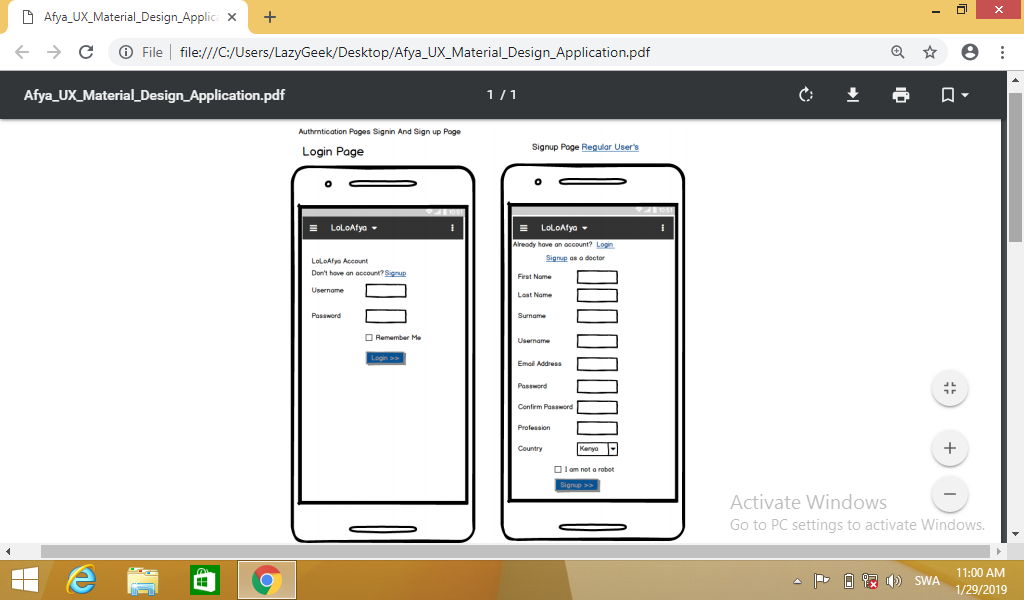 Afya_UX_Material_Design_Applica
File file:///C:/Users/LazyGeek/Desktop/Afya_UX_Material_Design_Application.pdf
Afya_UX_Material_Design_Application.pdf
1 / 1
Authrntication Pages Signin And Sign up Page
Login Page
LoLoAfya
LoLoAfya Account
Don't have an account? Signup
Username
Password
Remember Me
Login >>
Signup Page Regular User's
LoLoAfya
Already have an account? Login
Signup as a doctor
First Name
Last Name
Surname
Username
Email Address
Password
Confirm Password
Profession
Country Kenya
I am not a robot
Signup >>
Activate Windows
Go to PC settings to activate Windows.
SWA
11:00 AM
1/29/2019